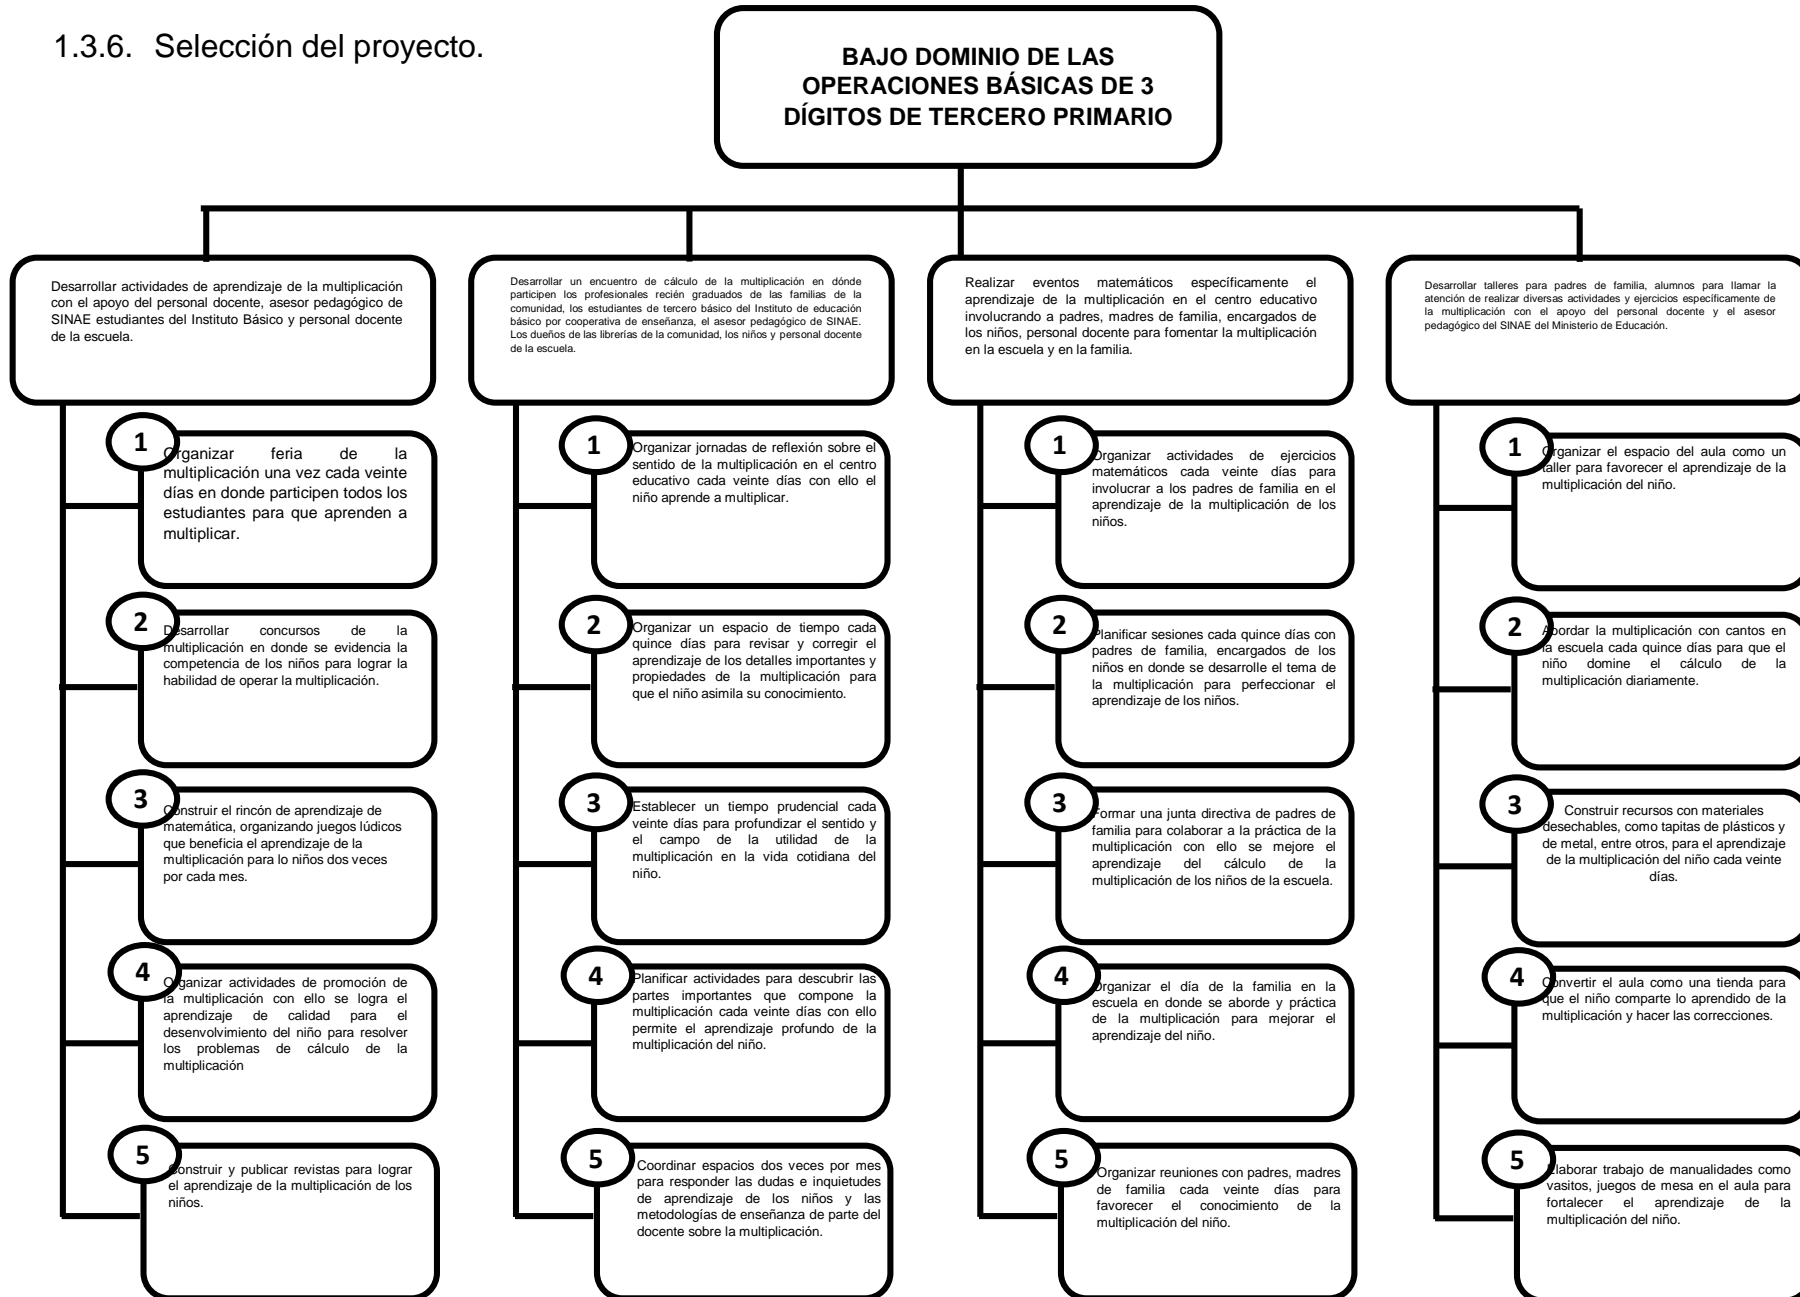 1.3.6. Selección del proyecto.
BAJO DOMINIO DE LAS
OPERACIONES BÁSICAS DE 3
DÍGITOS DE TERCERO PRIMARIO
Desarrollar actividades de aprendizaje de la multiplicación
con el apoyo del personal docente, asesor pedagógico de
SINAE estudiantes del Instituto Básico y personal docente
de la escuela.
1
Organizar feria de la
multiplicación una vez cada veinte
días en donde participen todos los
estudiantes para que aprenden a
multiplicar.
2
Desarrollar concursos de la
multiplicación en donde se evidencia la
competencia de los niños para lograr la
habilidad de operar la multiplicación.
3
Construir el rincón de aprendizaje de
matemática, organizando juegos lúdicos
que beneficia el aprendizaje de la
multiplicación para lo niños dos veces
por cada mes.
4
Organizar actividades de promoción de
la multiplicación con ello se logra el
aprendizaje de calidad para el
desenvolvimiento del niño para resolver
los problemas de cálculo de la
multiplicación
5
Construir y publicar revistas para lograr
el aprendizaje de la multiplicación de los
niños.
Desarrollar un encuentro de cálculo de la multiplicación en dónde
participen los profesionales recién graduados de las familias de la
comunidad, los estudiantes de tercero básico del Instituto de educación
básico por cooperativa de enseñanza, el asesor pedagógico de SINAE.
Los dueños de las librerías de la comunidad, los niños y personal docente
de la escuela.
1
Organizar jornadas de reflexión sobre el
sentido de la multiplicación en el centro
educativo cada veinte días con ello el
niño aprende a multiplicar.
2
Organizar un espacio de tiempo cada
quince días para revisar y corregir el
aprendizaje de los detalles importantes y
propiedades de la multiplicación para
que el niño asimila su conocimiento.
3
Establecer un tiempo prudencial cada
veinte días para profundizar el sentido y
el campo de la utilidad de la
multiplicación en la vida cotidiana del
niño.
4
Planificar actividades para descubrir las
partes importantes que compone la
multiplicación cada veinte días con ello
permite el aprendizaje profundo de la
multiplicación del niño.
5
Coordinar espacios dos veces por mes
para responder las dudas e inquietudes
de aprendizaje de los niños y las
metodologías de enseñanza de parte del
docente sobre la multiplicación.
Realizar eventos matemáticos específicamente el
aprendizaje de la multiplicación en el centro educativo
involucrando a padres, madres de familia, encargados de
los niños, personal docente para fomentar la multiplicación
en la escuela y en la familia.
1
Organizar actividades de ejercicios
matemáticos cada veinte días para
involucrar a los padres de familia en el
aprendizaje de la multiplicación de los
niños.
2
Planificar sesiones cada quince días con
padres de familia, encargados de los
niños en donde se desarrolle el tema de
la multiplicación para perfeccionar el
aprendizaje de los niños.
3
Formar una junta directiva de padres de
familia para colaborar a la práctica de la
multiplicación con ello se mejore el
aprendizaje del cálculo de la
multiplicación de los niños de la escuela.
4
Organizar el día de la familia en la
escuela en donde se aborde y práctica
de la multiplicación para mejorar el
aprendizaje del niño.
5
Organizar reuniones con padres, madres
de familia cada veinte días para
favorecer el conocimiento de la
multiplicación del niño.
Desarrollar talleres para padres de familia, alumnos para llamar la
atención de realizar diversas actividades y ejercicios específicamente de
la multiplicación con el apoyo del personal docente y el asesor
pedagógico del SINAE del Ministerio de Educación.
1
Organizar el espacio del aula como un
taller para favorecer el aprendizaje de la
multiplicación del niño.
2
Abordar la multiplicación con cantos en
la escuela cada quince días para que el
niño domine el cálculo de la
multiplicación diariamente.
3
Construir recursos con materiales
desechables, como tapitas de plásticos y
de metal, entre otros, para el aprendizaje
de la multiplicación del niño cada veinte
días.
4
Convertir el aula como una tienda para
que el niño comparte lo aprendido de la
multiplicación y hacer las correcciones.
5
Elaborar trabajo de manualidades como
vasitos, juegos de mesa en el aula para
fortalecer el aprendizaje de la
multiplicación del niño.